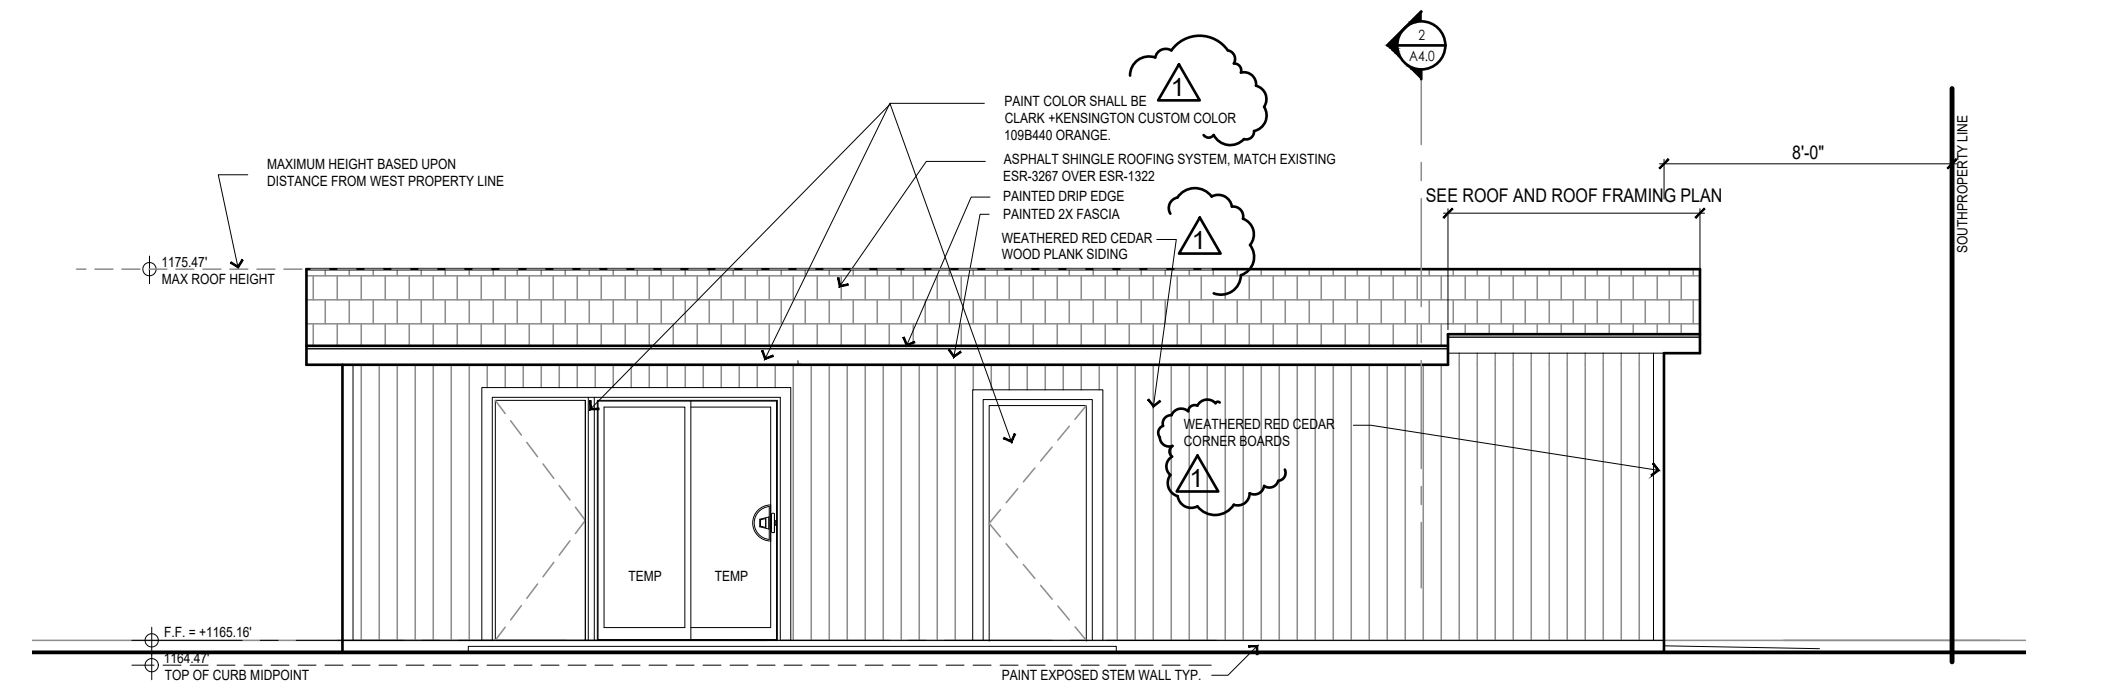 2
A4.0
1
PAINT COLOR SHALL BE
CLARK +KENSINGTON CUSTOM COLOR
109B440 ORANGE.
SOUTHPROPERTY LINE
8'-0"
MAXIMUM HEIGHT BASED UPON
DISTANCE FROM WEST PROPERTY LINE
ASPHALT SHINGLE ROOFING SYSTEM, MATCH EXISTING
ESR-3267 OVER ESR-1322
PAINTED DRIP EDGE
SEE ROOF AND ROOF FRAMING PLAN
PAINTED 2X FASCIA
WEATHERED RED CEDAR
WOOD PLANK SIDING
1
1175.47'
MAX ROOF HEIGHT
WEATHERED RED CEDAR
CORNER BOARDS
1
TEMP
TEMP
F.F. = +1165.16'
1164.47'
TOP OF CURB MIDPOINT
PAINT EXPOSED STEM WALL TYP.